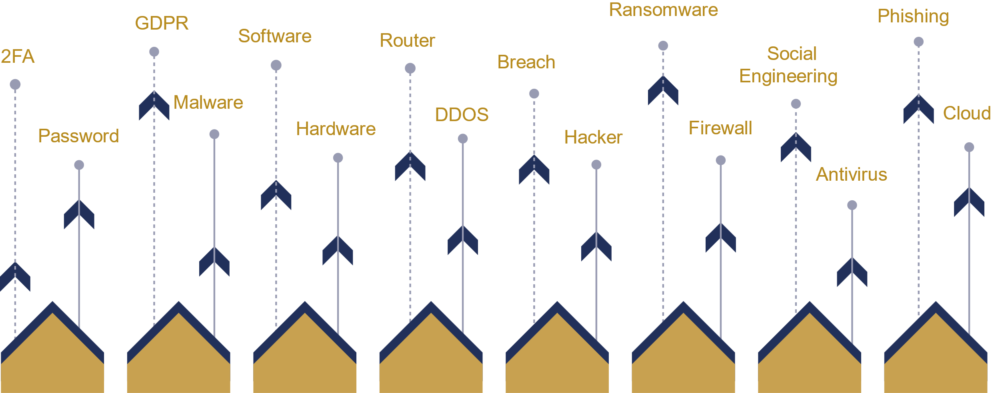 2FA
Password
GDPR
Malware
Software
Hardware
Router
DDOS
Breach
Hacker
Ransomware
Firewall
Social
Engineering
Antivirus
Phishing
Cloud